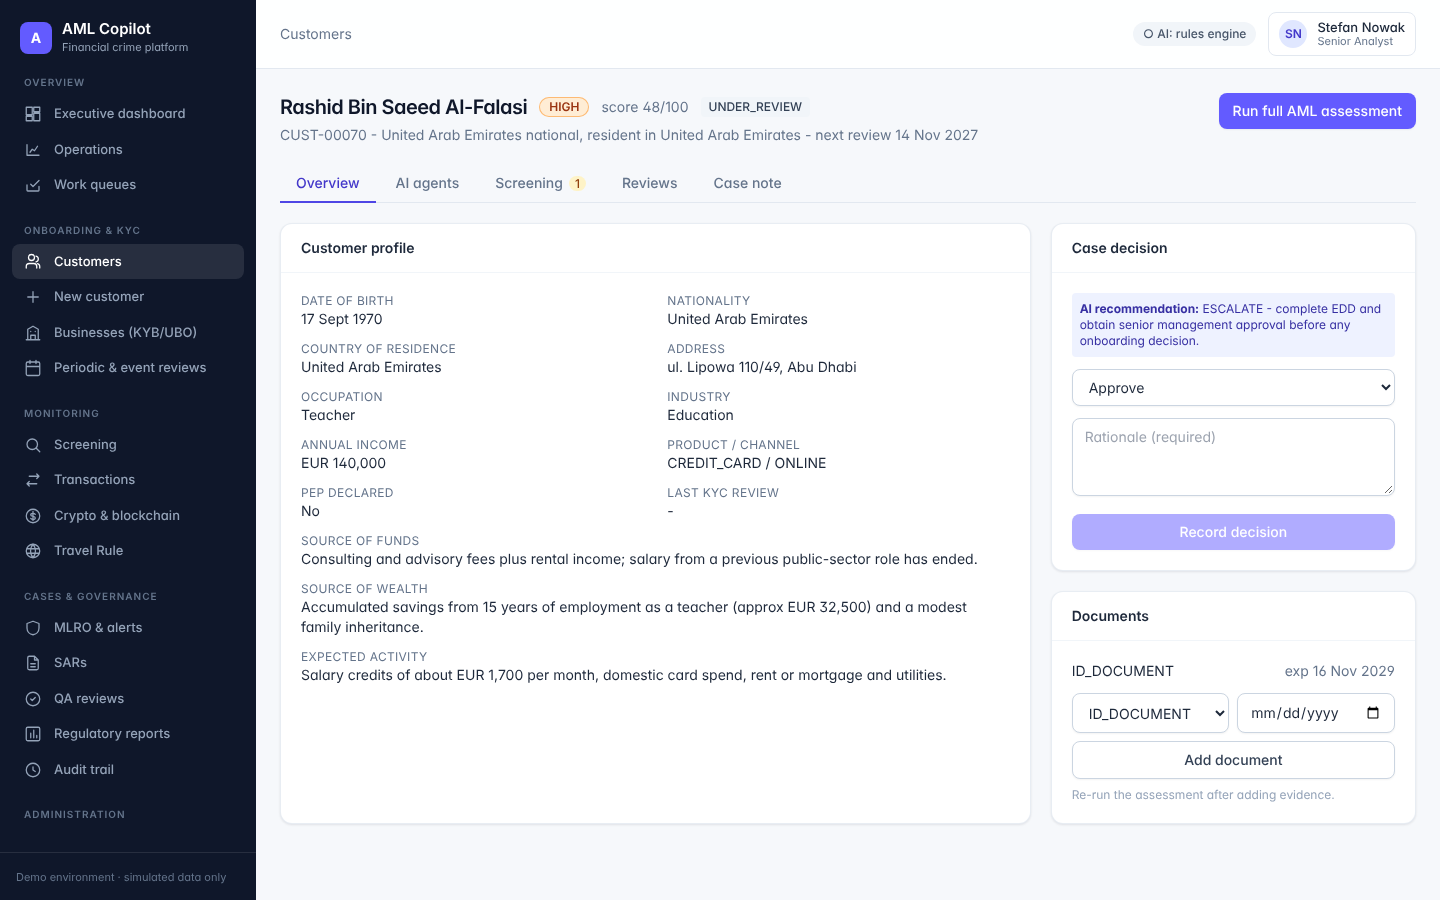 A
AML Copilot
Financial crime platform
OVERVIEW
Executive dashboard
Operations
Work queues
ONBOARDING & KYC
Customers
New customer
Businesses (KYB/UBO)
Periodic & event reviews
MONITORING
Screening
Transactions
Crypto & blockchain
Travel Rule
CASES & GOVERNANCE
MLRO & alerts
SARs
QA reviews
Regulatory reports
Audit trail
ADMINISTRATION
Demo environment · simulated data only
Customers
AI: rules engine
SN
Stefan Nowak
Senior Analyst
Rashid Bin Saeed Al-Falasi
HIGH
score 48/100
UNDER_REVIEW
CUST-00070 - United Arab Emirates national, resident in United Arab Emirates - next review 14 Nov 2027
Run full AML assessment
Overview
AI agents
Screening 1
Reviews
Case note
Customer profile
DATE OF BIRTH
17 Sept 1970
NATIONALITY
United Arab Emirates
COUNTRY OF RESIDENCE
United Arab Emirates
ADDRESS
ul. Lipowa 110/49, Abu Dhabi
OCCUPATION
Teacher
INDUSTRY
Education
ANNUAL INCOME
EUR 140,000
PRODUCT / CHANNEL
CREDIT_CARD / ONLINE
PEP DECLARED
No
LAST KYC REVIEW
-
SOURCE OF FUNDS
Consulting and advisory fees plus rental income; salary from a previous public-sector role has ended.
SOURCE OF WEALTH
Accumulated savings from 15 years of employment as a teacher (approx EUR 32,500) and a modest
family inheritance.
EXPECTED ACTIVITY
Salary credits of about EUR 1,700 per month, domestic card spend, rent or mortgage and utilities.
Case decision
AI recommendation: ESCALATE - complete EDD and
obtain senior management approval before any
onboarding decision.
Approve
Rationale (required)
Record decision
Documents
ID_DOCUMENT
exp 16 Nov 2029
ID_DOCUMENT
mm/dd/yyyy
Add document
Re-run the assessment after adding evidence.